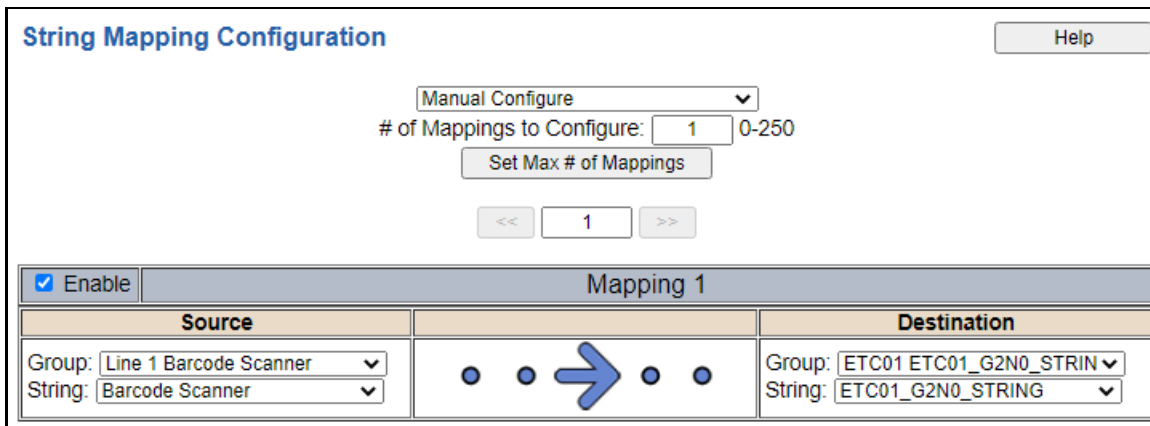 String Mapping Configuration
Help
Manual Configure
# of Mappings to Configure: 1 0-250
Set Max # of Mappings
<< 1 >>
Enable Mapping 1
Source Destination
Group: Line 1 Barcode Scanner Group: ETC01 ETC01_G2N0_STRIN
String: Barcode Scanner String: ETC01_G2N0_STRING